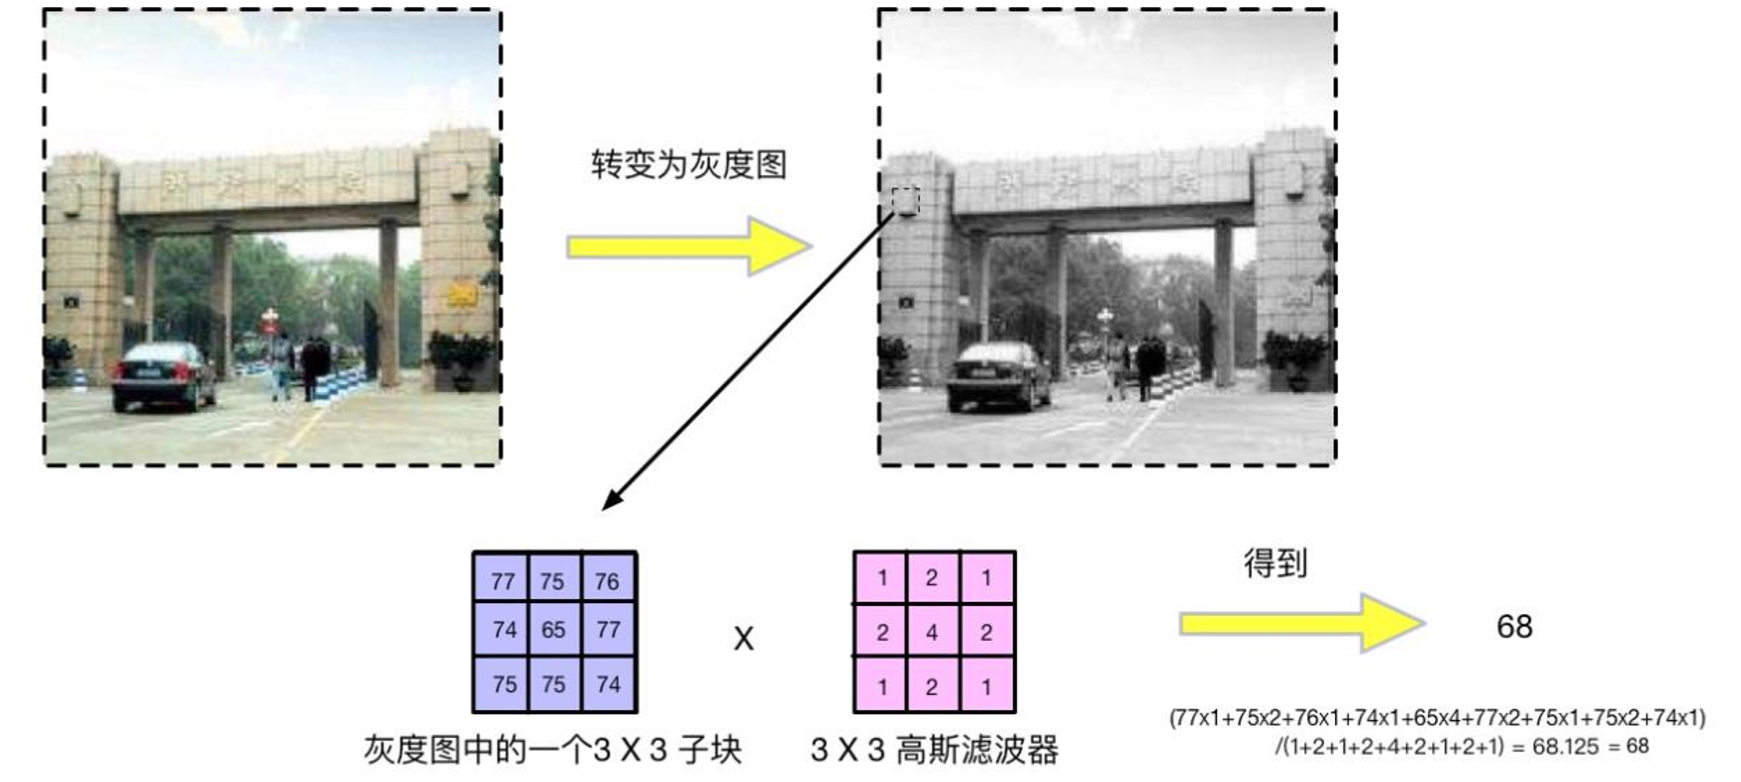 转变为灰度图
77 75 76
74 65 77
75 75 74
X
1 2 1
2 4 2
1 2 1
得到
68
灰度图中的一个3 X 3 子块
3 X 3 高斯滤波器
(77x1+75x2+76x1+74x1+65x4+77x2+75x1+75x2+74x1)
/(1+2+1+2+4+2+1+2+1) = 68.125 = 68